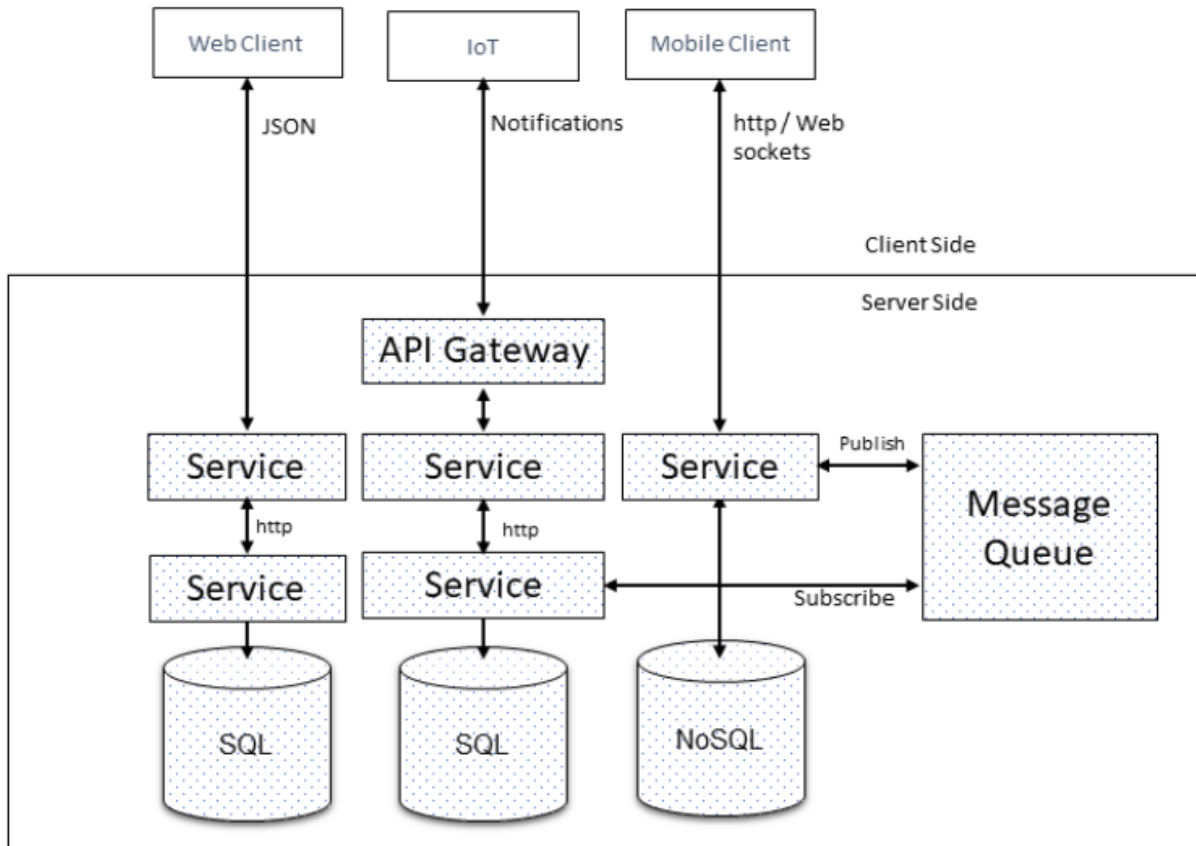 Web Client
IoT
Mobile Client
JSON
Notifications
http / Web
sockets
Client Side
Server Side
API Gateway
Service
Service
Service
Publish
Message
Queue
http
http
Service
Service
Subscribe
SQL
SQL
NoSQL